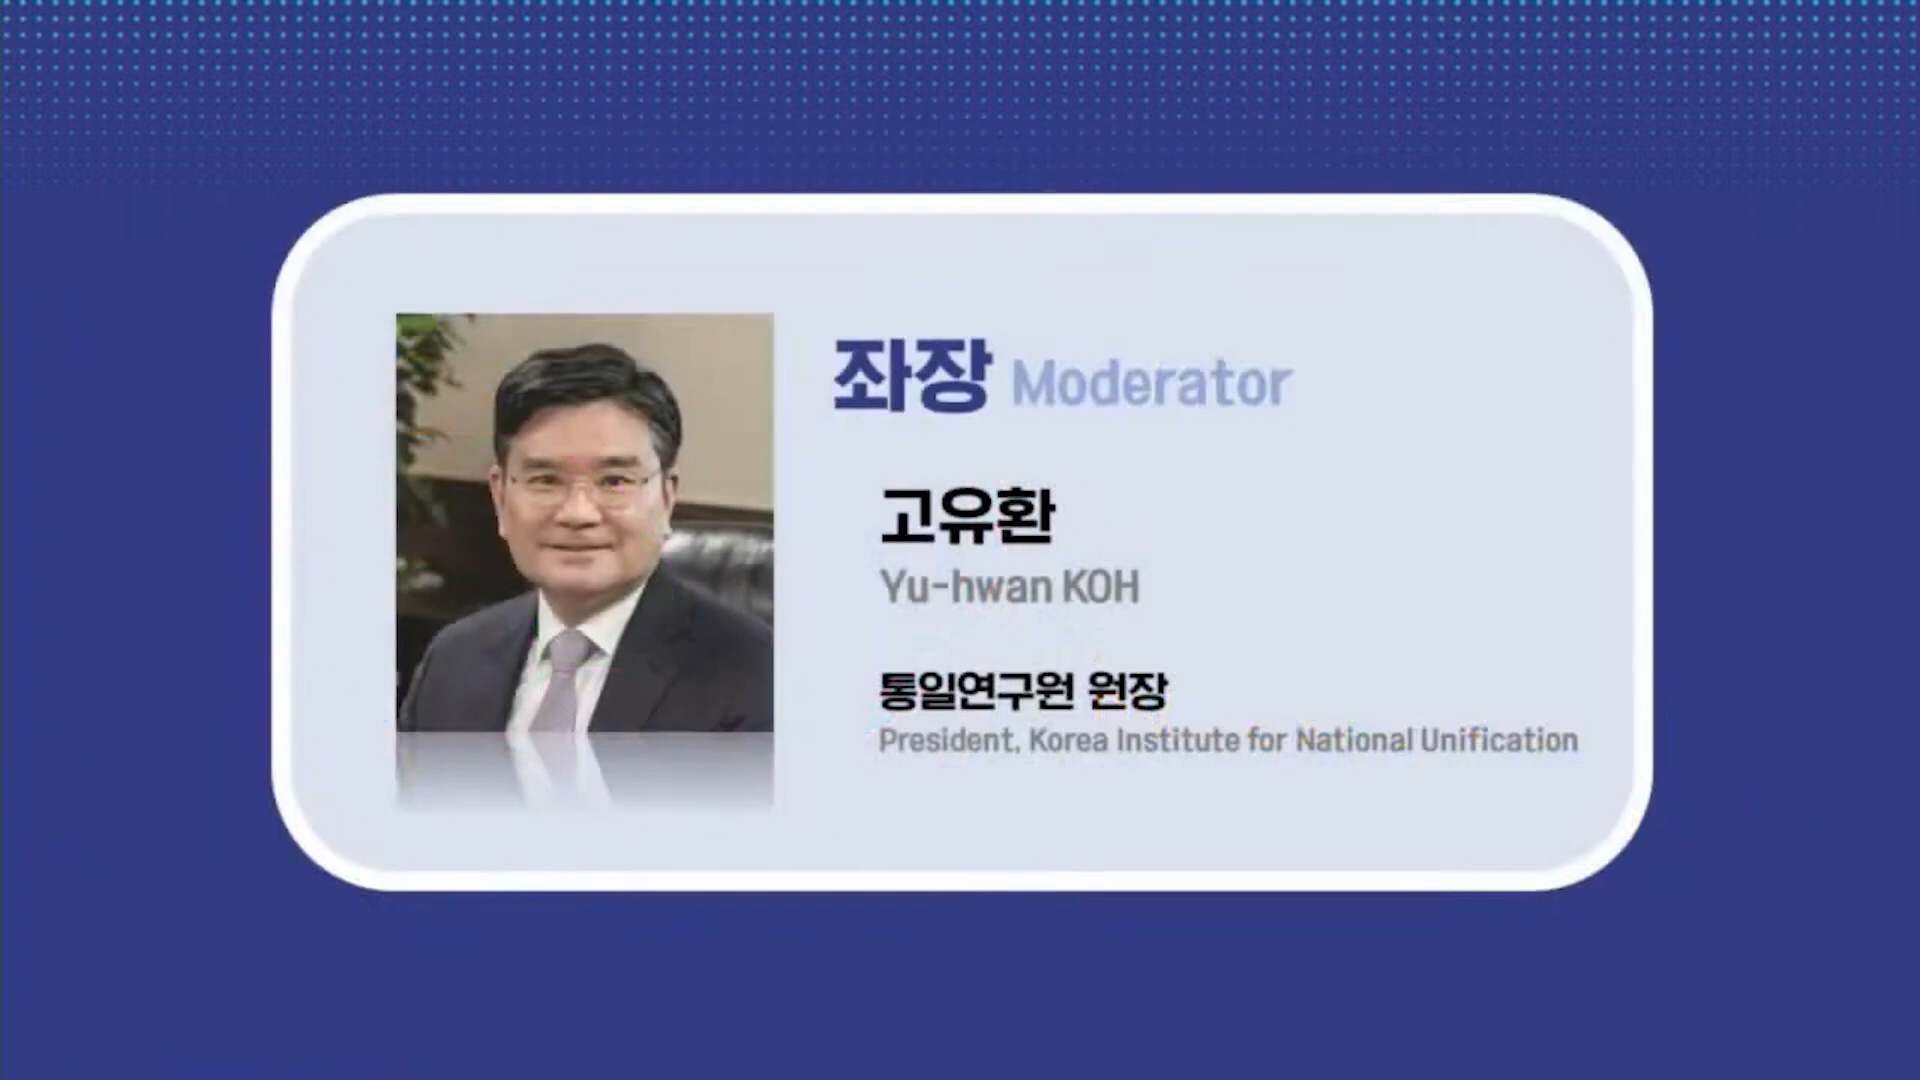 좌장 Moderator
고유환
Yu-hwan KOH
통일연구원 원장
President, Korea Institute for National Unification